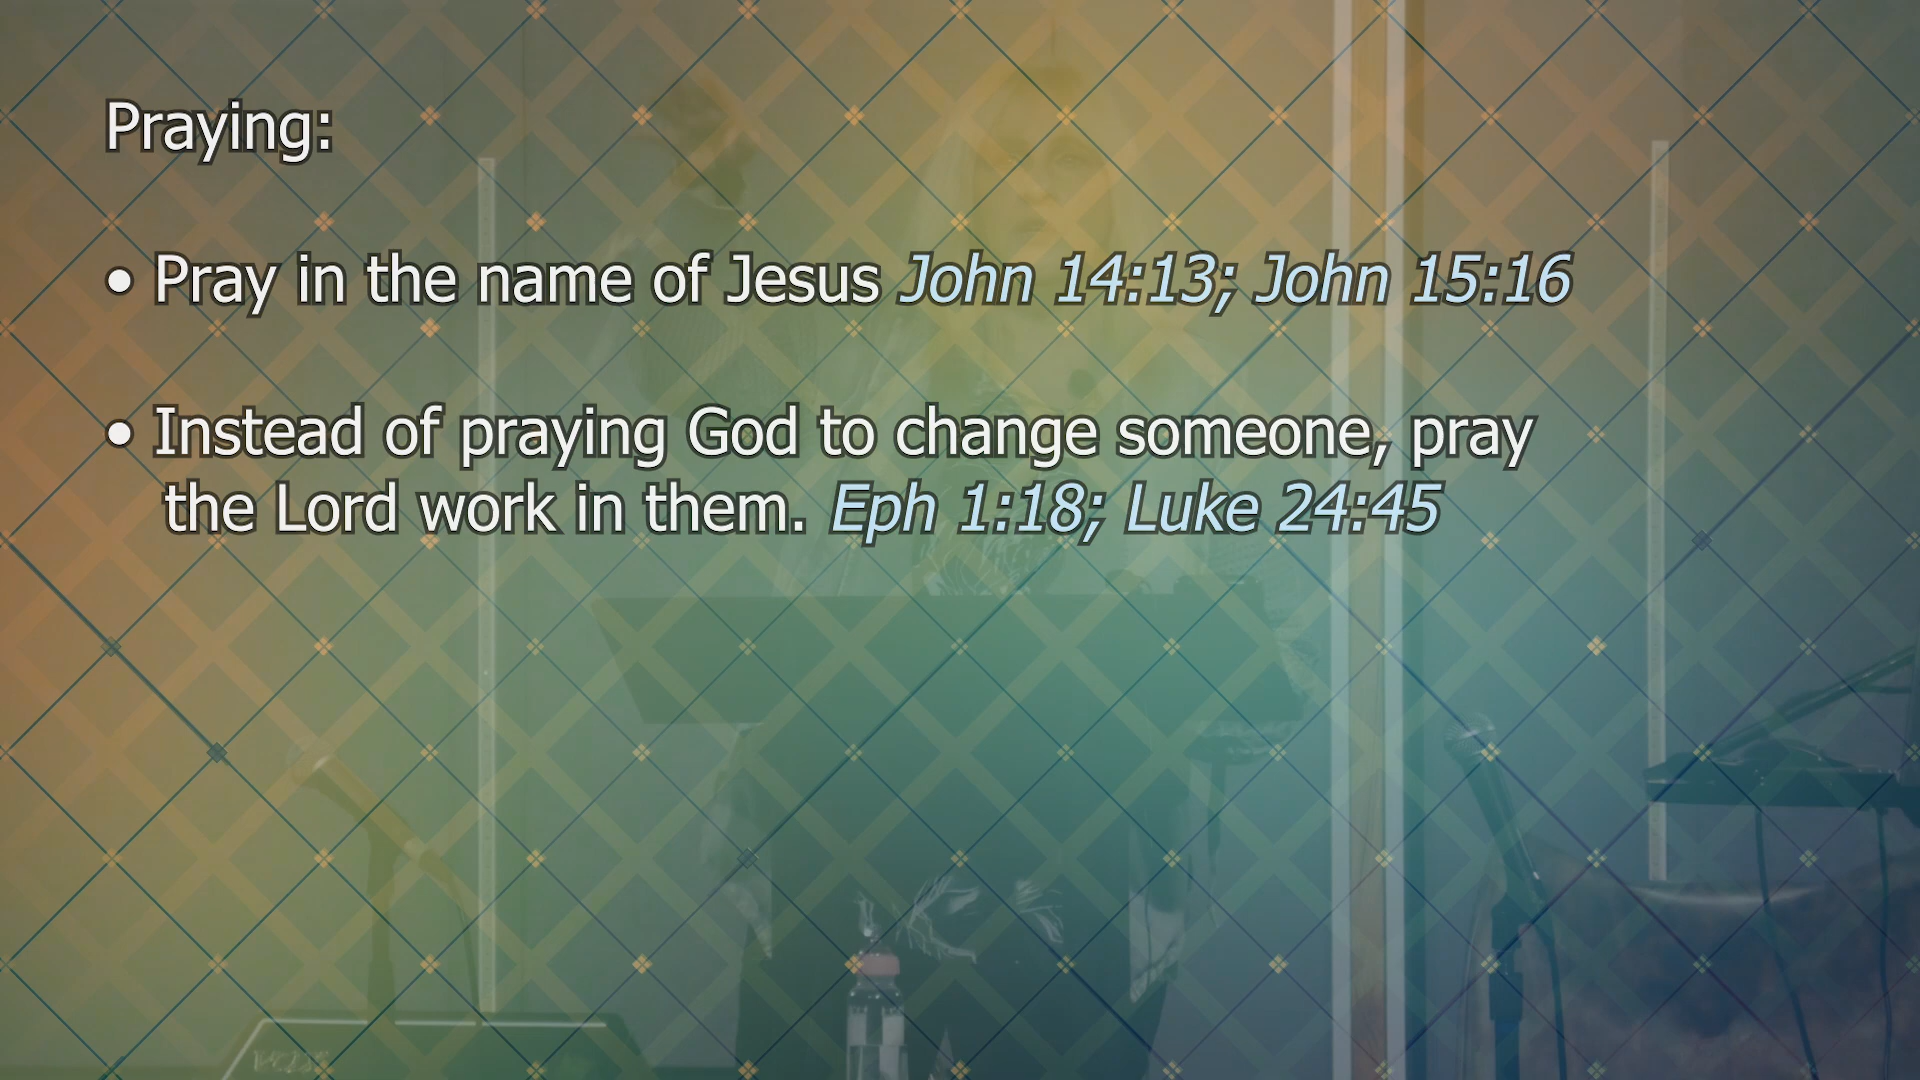 Praying:
• Pray in the name of Jesus John 14:13; John 15:16
• Instead of praying God to change someone, pray
the Lord work in them. Eph 1:18; Luke 24:45